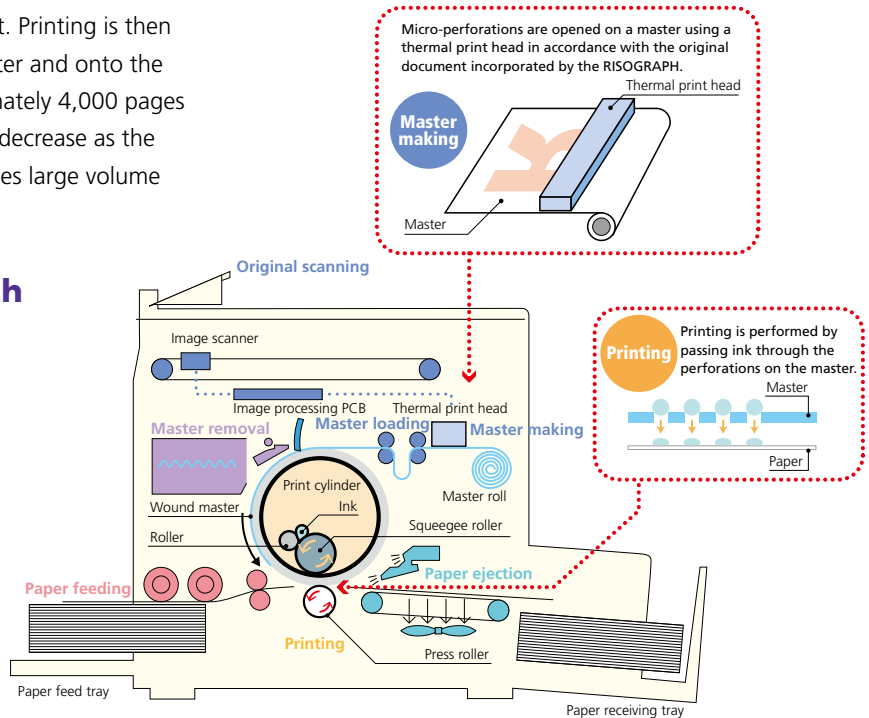 t. Printing is then
ter and onto the
nately 4,000 pages
decrease as the
es large volume
h
Micro-perforations are opened on a master using a
thermal print head in accordance with the original
document incorporated by the RISOGRAPH.
Thermal print head
Master
making
Master
Original scanning
Image scanner
Image processing PCB
Thermal print head
Master removal
Master loading
Master making
Print cylinder
Master roll
Wound master
Ink
Squeegee roller
Roller
Paper feeding
Paper ejection
Printing
Press roller
Paper feed tray
Paper receiving tray
Printing
Printing is performed by
passing ink through the
perforations on the master.
Master
Paper